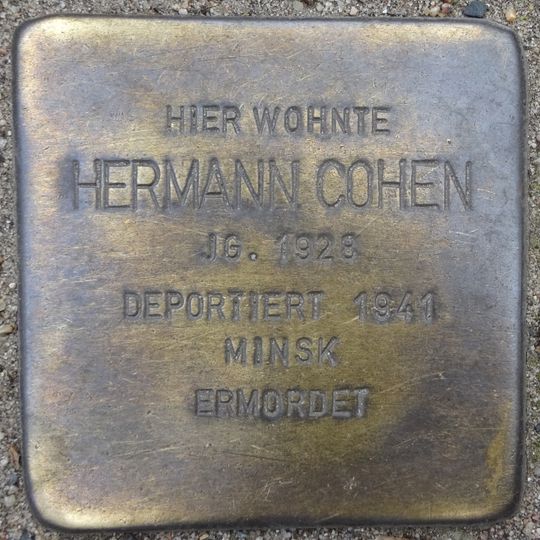 HIER WOHNTE
HERMANN COHEN
JG. 1928
DEPORTIERT 1941
MINSK
ERMORDET